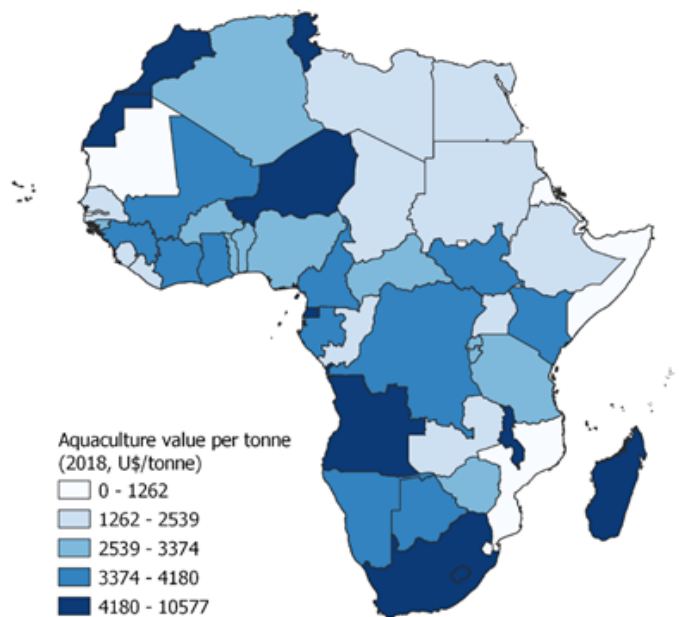 Aquaculture value per tonne
(2018, U$/tonne)
0 - 1262
1262 - 2539
2539 - 3374
3374 - 4180
4180 - 10577